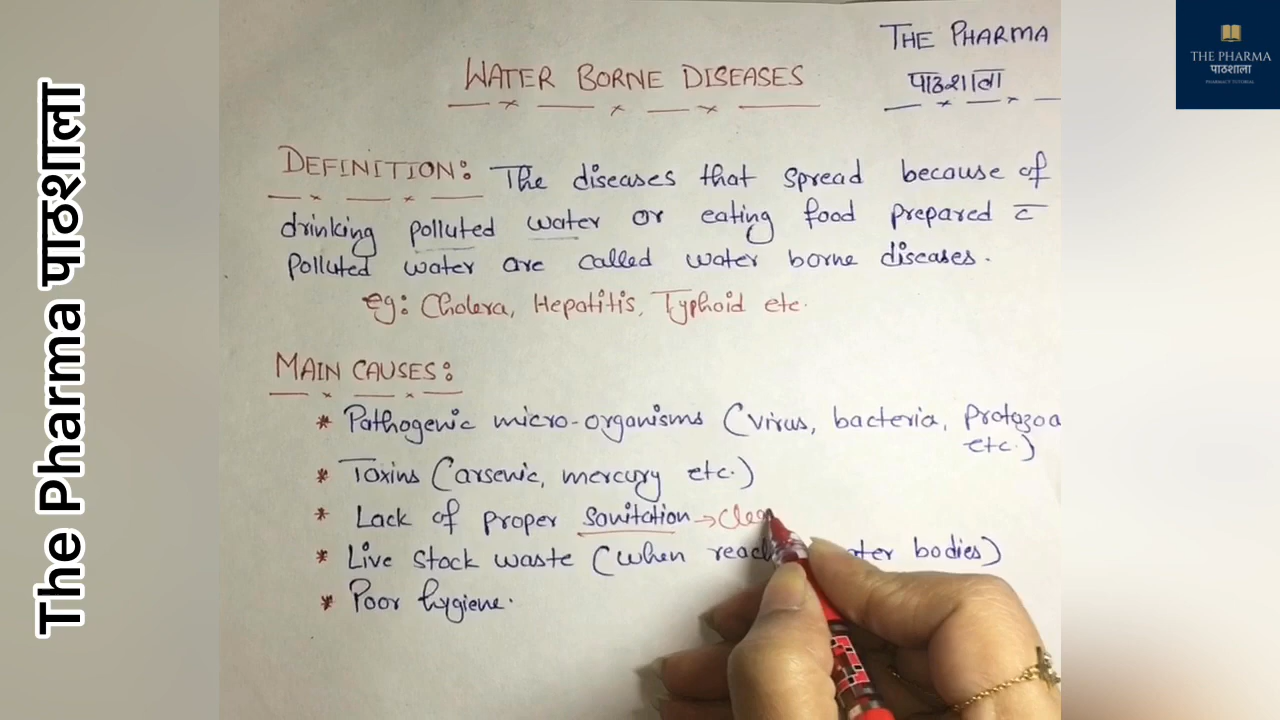 The Pharma पाठशाला
THE PHARMA
पाठशाला
THE PHARMA
पाठशाला
PHARMACY TUTORIAL
WATER BORNE DISEASES
DEFINITION: The diseases that spread because of
drinking polluted water or eating food prepared c̄
polluted water are called water borne diseases.
eg: Cholera, Hepatitis, Typhoid etc.
MAIN CAUSES:
* Pathogenic micro-organisms (virus, bacteria, protozoa
etc.)
* Toxins (arsenic, mercury etc.)
* Lack of proper sanitation →
* Live stock waste (when bodies)
* Poor hygiene.